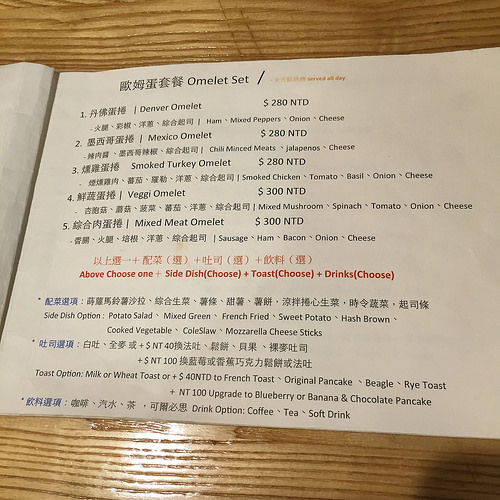 歐姆蛋套餐 Omelet Set / - 全天候供應 served all day
1. 丹佛蛋捲 | Denver Omelet $ 280 NTD
- 火腿、彩椒、洋蔥、綜合起司 | Ham、Mixed Peppers、Onion、Cheese
2. 墨西哥蛋捲 | Mexico Omelet $ 280 NTD
- 辣肉醬、墨西哥辣椒、綜合起司 | Chili Minced Meats、jalapenos、Cheese
3. 燻雞蛋捲 Smoked Turkey Omelet $ 280 NTD
- 煙燻雞肉、蕃茄、羅勒、洋蔥、綜合起司 | Smoked Chicken、Tomato、Basil、Onion、Cheese
4. 鮮蔬蛋捲 | Veggi Omelet $ 300 NTD
- 杏胞菇、蘑菇、菠菜、蕃茄、洋蔥、綜合起司 | Mixed Mushroom、Spinach、Tomato、Onion、Cheese
5. 綜合肉蛋捲 | Mixed Meat Omelet $ 300 NTD
- 香腸、火腿、培根、洋蔥、綜合起司 | Sausage、Ham、Bacon、Onion、Cheese
以上選一＋ 配菜（選）＋吐司（選）＋飲料（選）
Above Choose one＋ Side Dish(Choose) + Toast(Choose) + Drinks(Choose)
* 配菜選項：蒔蘿馬鈴薯沙拉、綜合生菜、薯條、甜薯、薯餅，涼拌捲心生菜，時令蔬菜，起司條
Side Dish Option : Potato Salad、Mixed Green、French Fried、Sweet Potato、Hash Brown、
Cooked Vegetable、ColeSlaw、Mozzarella Cheese Sticks
* 吐司選項：白吐、全麥 或 + $ NT 40換法吐、鬆餅、貝果、裸麥吐司
+ $ NT 100 換藍莓或香蕉巧克力鬆餅或法吐
Toast Option: Milk or Wheat Toast or + $ 40NTD to French Toast、Original Pancake、Beagle、Rye Toast
+ NT 100 Upgrade to Blueberry or Banana & Chocolate Pancake
* 飲料選項：咖啡、汽水、茶，可爾必思 Drink Option: Coffee、Tea、Soft Drink